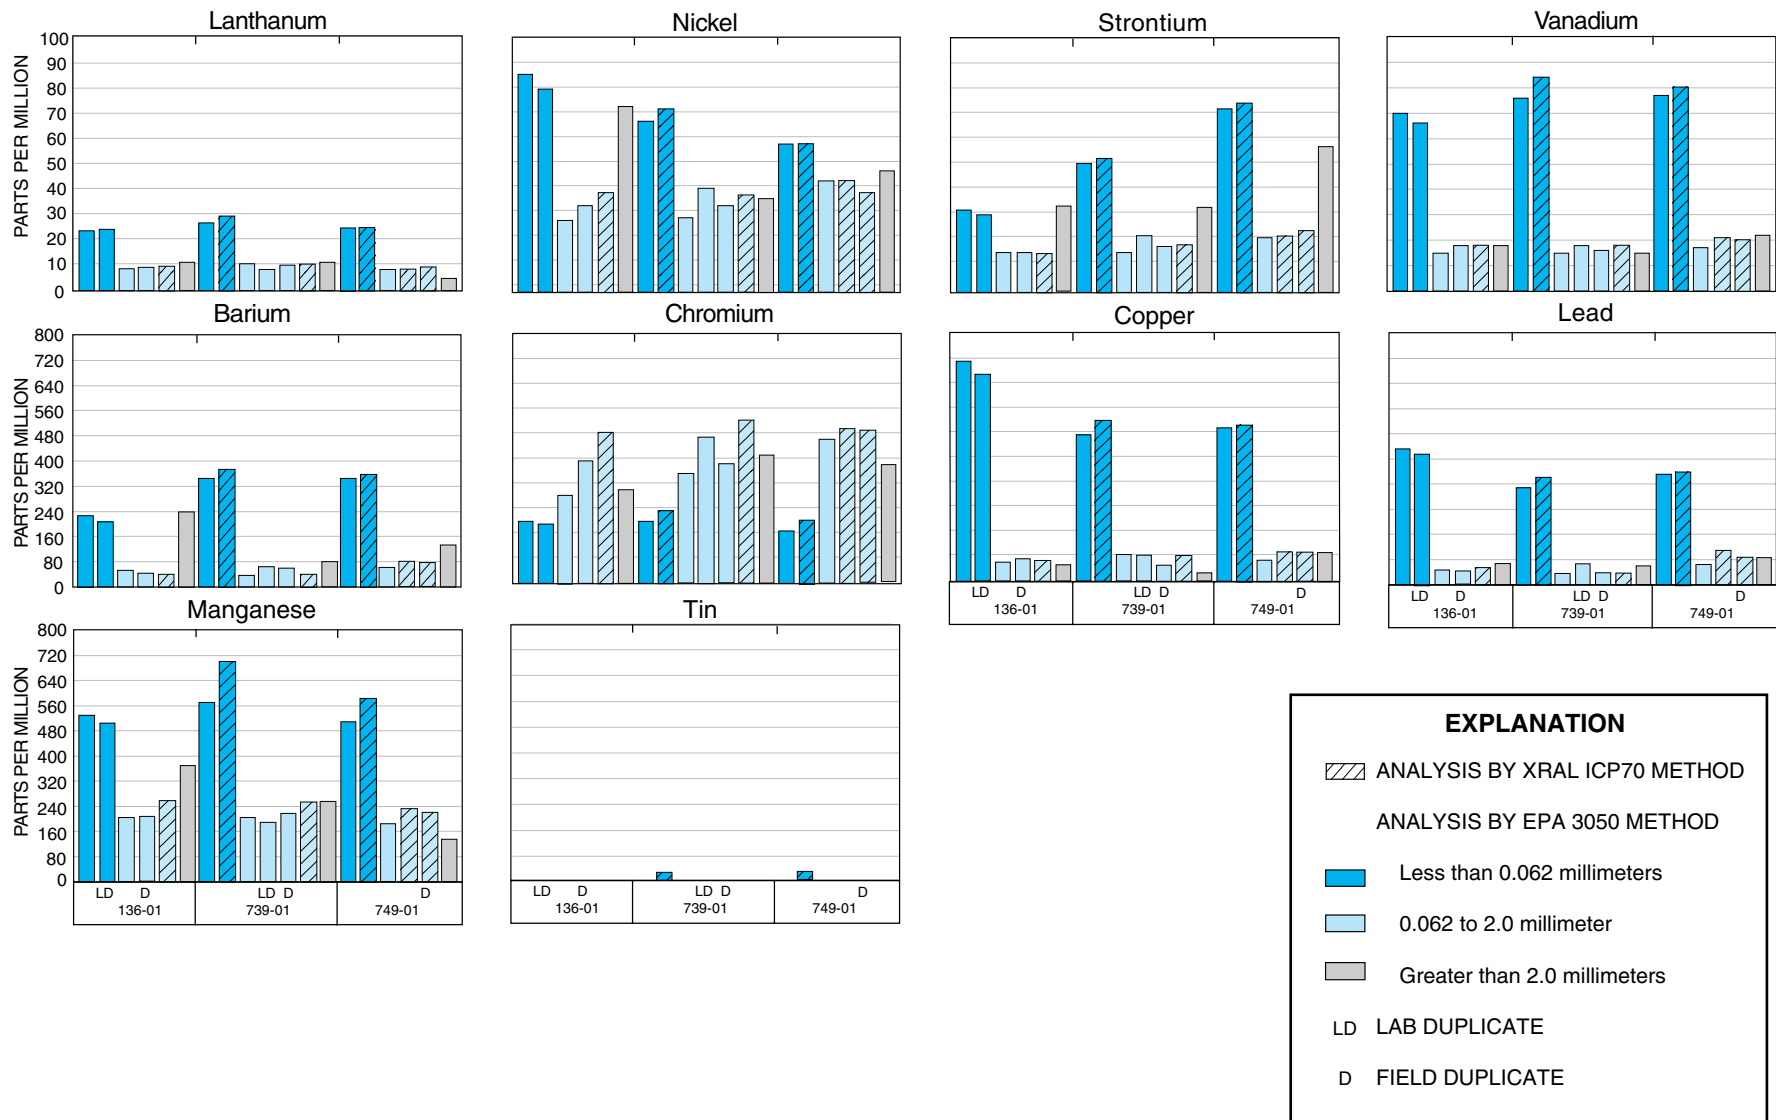 Lanthanum
Nickel
Strontium
Vanadium
PARTS PER MILLION
100
90
80
70
60
50
40
30
20
10
0
Barium
Chromium
Copper
Lead
PARTS PER MILLION
800
720
640
560
480
400
320
240
160
80
0
LD D LD D D
136-01 739-01 749-01
LD D LD D D
136-01 739-01 749-01
Manganese
Tin
PARTS PER MILLION
800
720
640
560
480
400
320
240
160
80
0
LD D LD D D
136-01 739-01 749-01
LD D LD D D
136-01 739-01 749-01
EXPLANATION
ANALYSIS BY XRAL ICP70 METHOD
ANALYSIS BY EPA 3050 METHOD
Less than 0.062 millimeters
0.062 to 2.0 millimeter
Greater than 2.0 millimeters
LD LAB DUPLICATE
D FIELD DUPLICATE